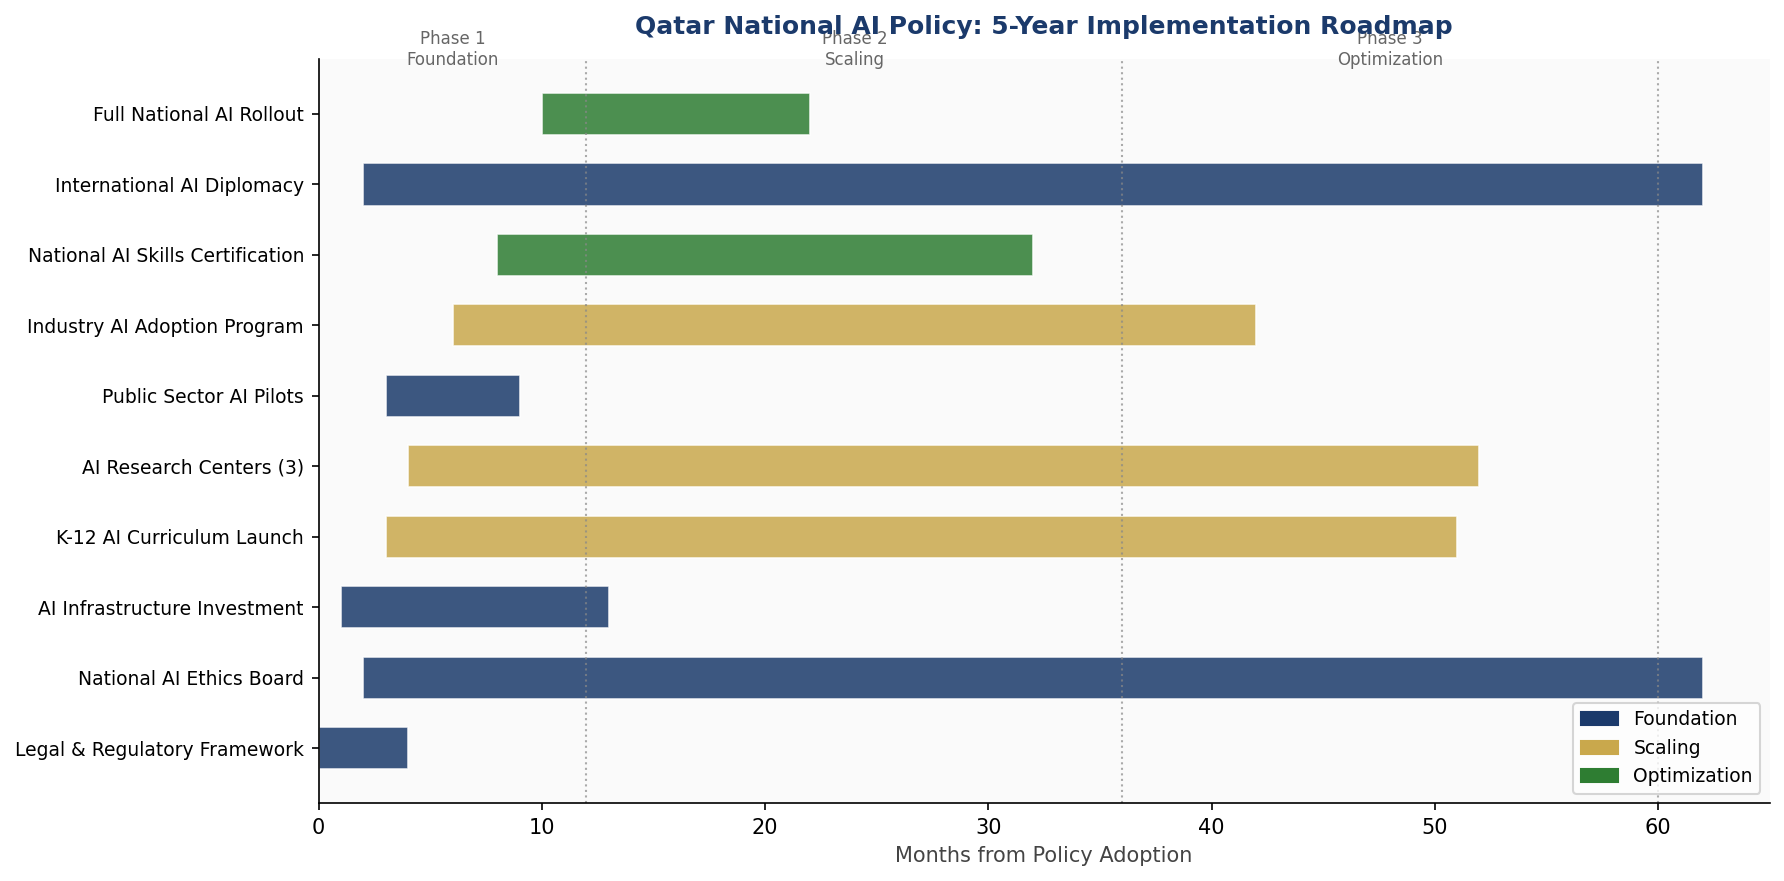 Qatar National AI Policy: 5-Year Implementation Roadmap
Phase 1
Foundation
Phase 2
Scaling
Phase 3
Optimization
Full National AI Rollout
International AI Diplomacy
National AI Skills Certification
Industry AI Adoption Program
Public Sector AI Pilots
AI Research Centers (3)
K-12 AI Curriculum Launch
AI Infrastructure Investment
National AI Ethics Board
Legal & Regulatory Framework
Foundation
Scaling
Optimization
0 10 20 30 40 50 60
Months from Policy Adoption